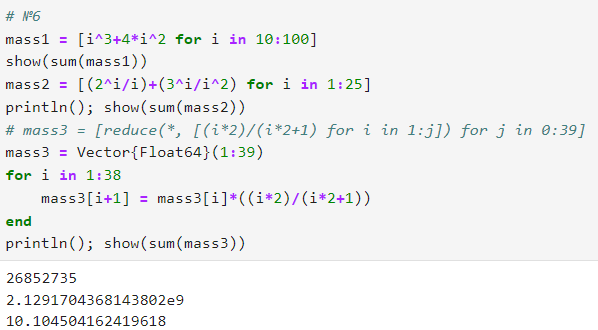 # №6
mass1 = [i^3+4*i^2 for i in 10:100]
show(sum(mass1))
mass2 = [(2^i/i)+(3^i/i^2) for i in 1:25]
println(); show(sum(mass2))
# mass3 = [reduce(*, [(i*2)/(i*2+1) for i in 1:j]) for j in 0:39]
mass3 = Vector{Float64}(1:39)
for i in 1:38
    mass3[i+1] = mass3[i]*((i*2)/(i*2+1))
end
println(); show(sum(mass3))
26852735
2.1291704368143802e9
10.104504162419618